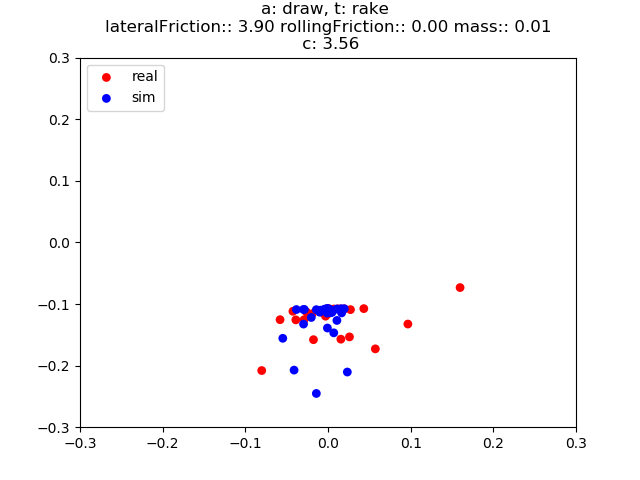 a: draw, t: rake
lateralFriction:: 3.90 rollingFriction:: 0.00 mass:: 0.01
c: 3.56
real
sim
0.3
0.2
0.1
0.0
−0.1
−0.2
−0.3
−0.3 −0.2 −0.1 0.0 0.1 0.2 0.3